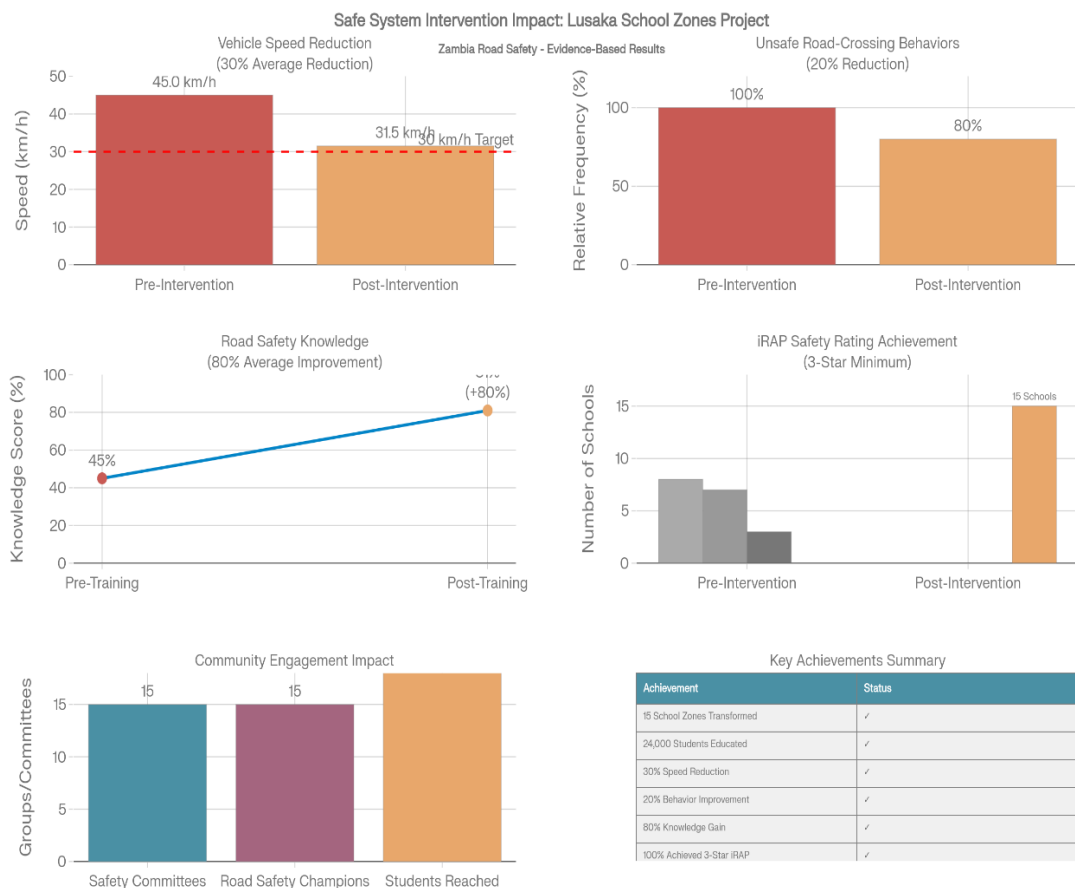 Safe System Intervention Impact: Lusaka School Zones Project
Zambia Road Safety - Evidence-Based Results
Vehicle Speed Reduction
(30% Average Reduction)
Speed (km/h)
50
40
30
20
10
0
45.0 km/h
31.5 km/h
30 km/h Target
Pre-Intervention
Post-Intervention
Unsafe Road-Crossing Behaviors
(20% Reduction)
Relative Frequency (%)
100
50
0
100%
80%
Pre-Intervention
Post-Intervention
Road Safety Knowledge
(80% Average Improvement)
Knowledge Score (%)
100
80
60
40
20
0
45%
(+80%)
Pre-Training
Post-Training
iRAP Safety Rating Achievement
(3-Star Minimum)
Number of Schools
15
10
5
0
15 Schools
Pre-Intervention
Post-Intervention
Community Engagement Impact
Groups/Committees
15
10
5
0
15
15
Safety Committees
Road Safety Champions
Students Reached
Key Achievements Summary
Achievement Status
15 School Zones Transformed ✓
24,000 Students Educated ✓
30% Speed Reduction ✓
20% Behavior Improvement ✓
80% Knowledge Gain ✓
100% Achieved 3-Star iRAP ✓